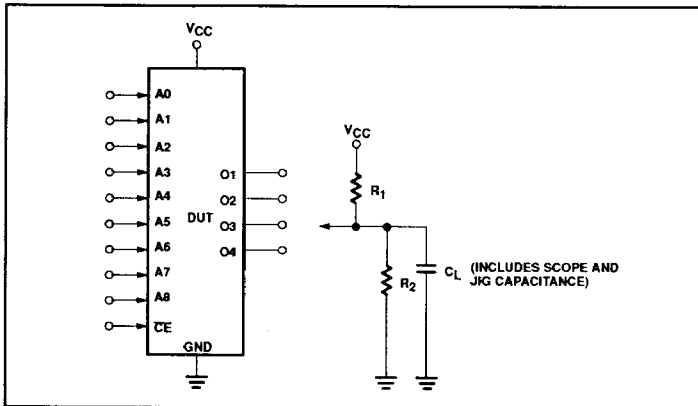 VCC
A0
A1
A2
A3
A4
A5
A6
A7
A8
CE
DUT
O1
O2
O3
O4
GND
VCC
R1
R2
CL (INCLUDES SCOPE AND
JIG CAPACITANCE)